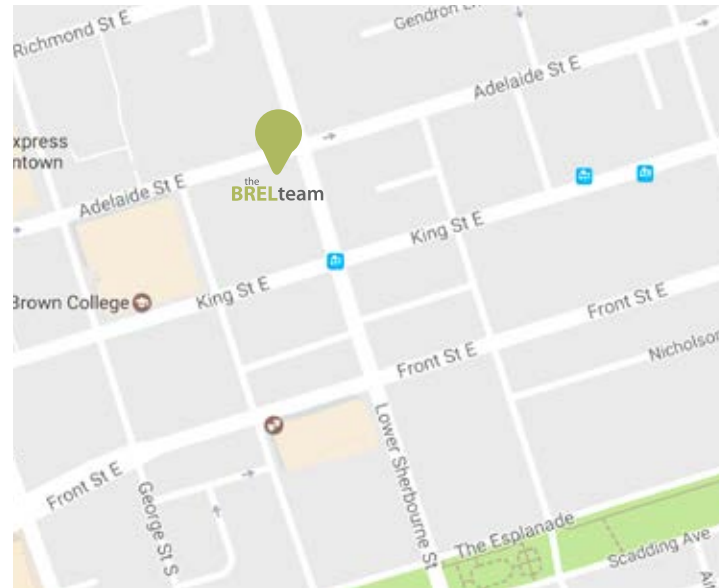 Richmond St E
Gendron
Adelaide St E
xpress
ntown
the
BRELteam
Adelaide St E
King St E
King St E
Brown College
Front St E
Nicholson
Front St E
Lower Sherbourne St
Front St E
George St S
The Esplanade
Scadding Ave